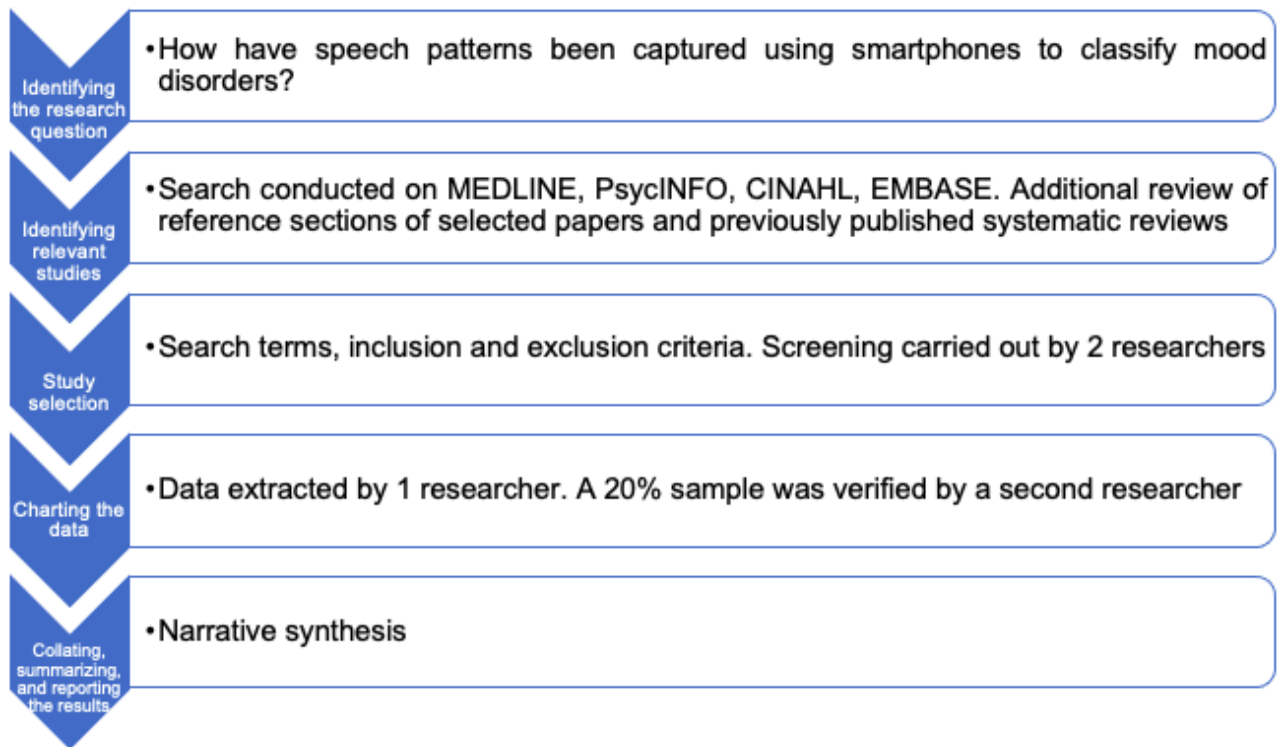 Identifying
the research
question
•How have speech patterns been captured using smartphones to classify mood
disorders?
Identifying
relevant
studies
•Search conducted on MEDLINE, PsycINFO, CINAHL, EMBASE. Additional review of
reference sections of selected papers and previously published systematic reviews
Study
selection
•Search terms, inclusion and exclusion criteria. Screening carried out by 2 researchers
Charting the
data
•Data extracted by 1 researcher. A 20% sample was verified by a second researcher
Collating,
summarizing,
and reporting
the results
•Narrative synthesis